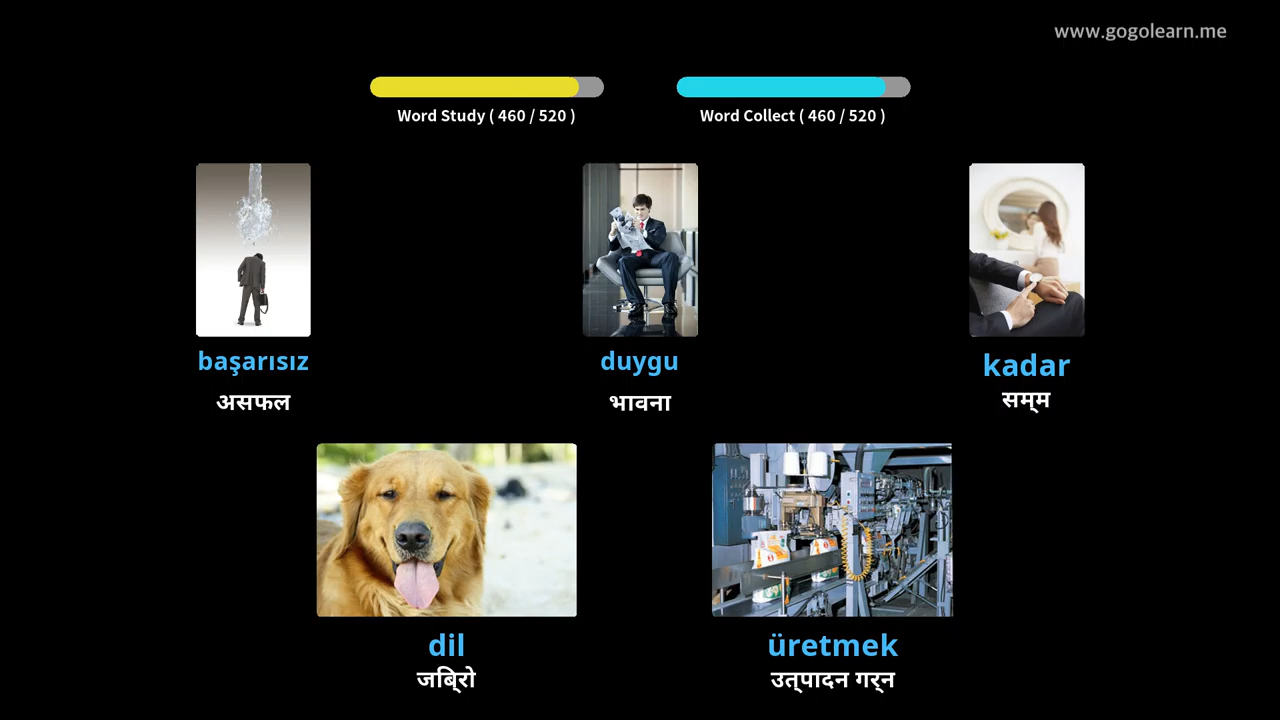 www.gogolearn.me
Word Study ( 460 / 520 )
Word Collect ( 460 / 520 )
başarısız
duygu
kadar
असफल
भावना
सम्‌म
dil
üretmek
जिब्‌रो
उत्‌पादन गर्‌न